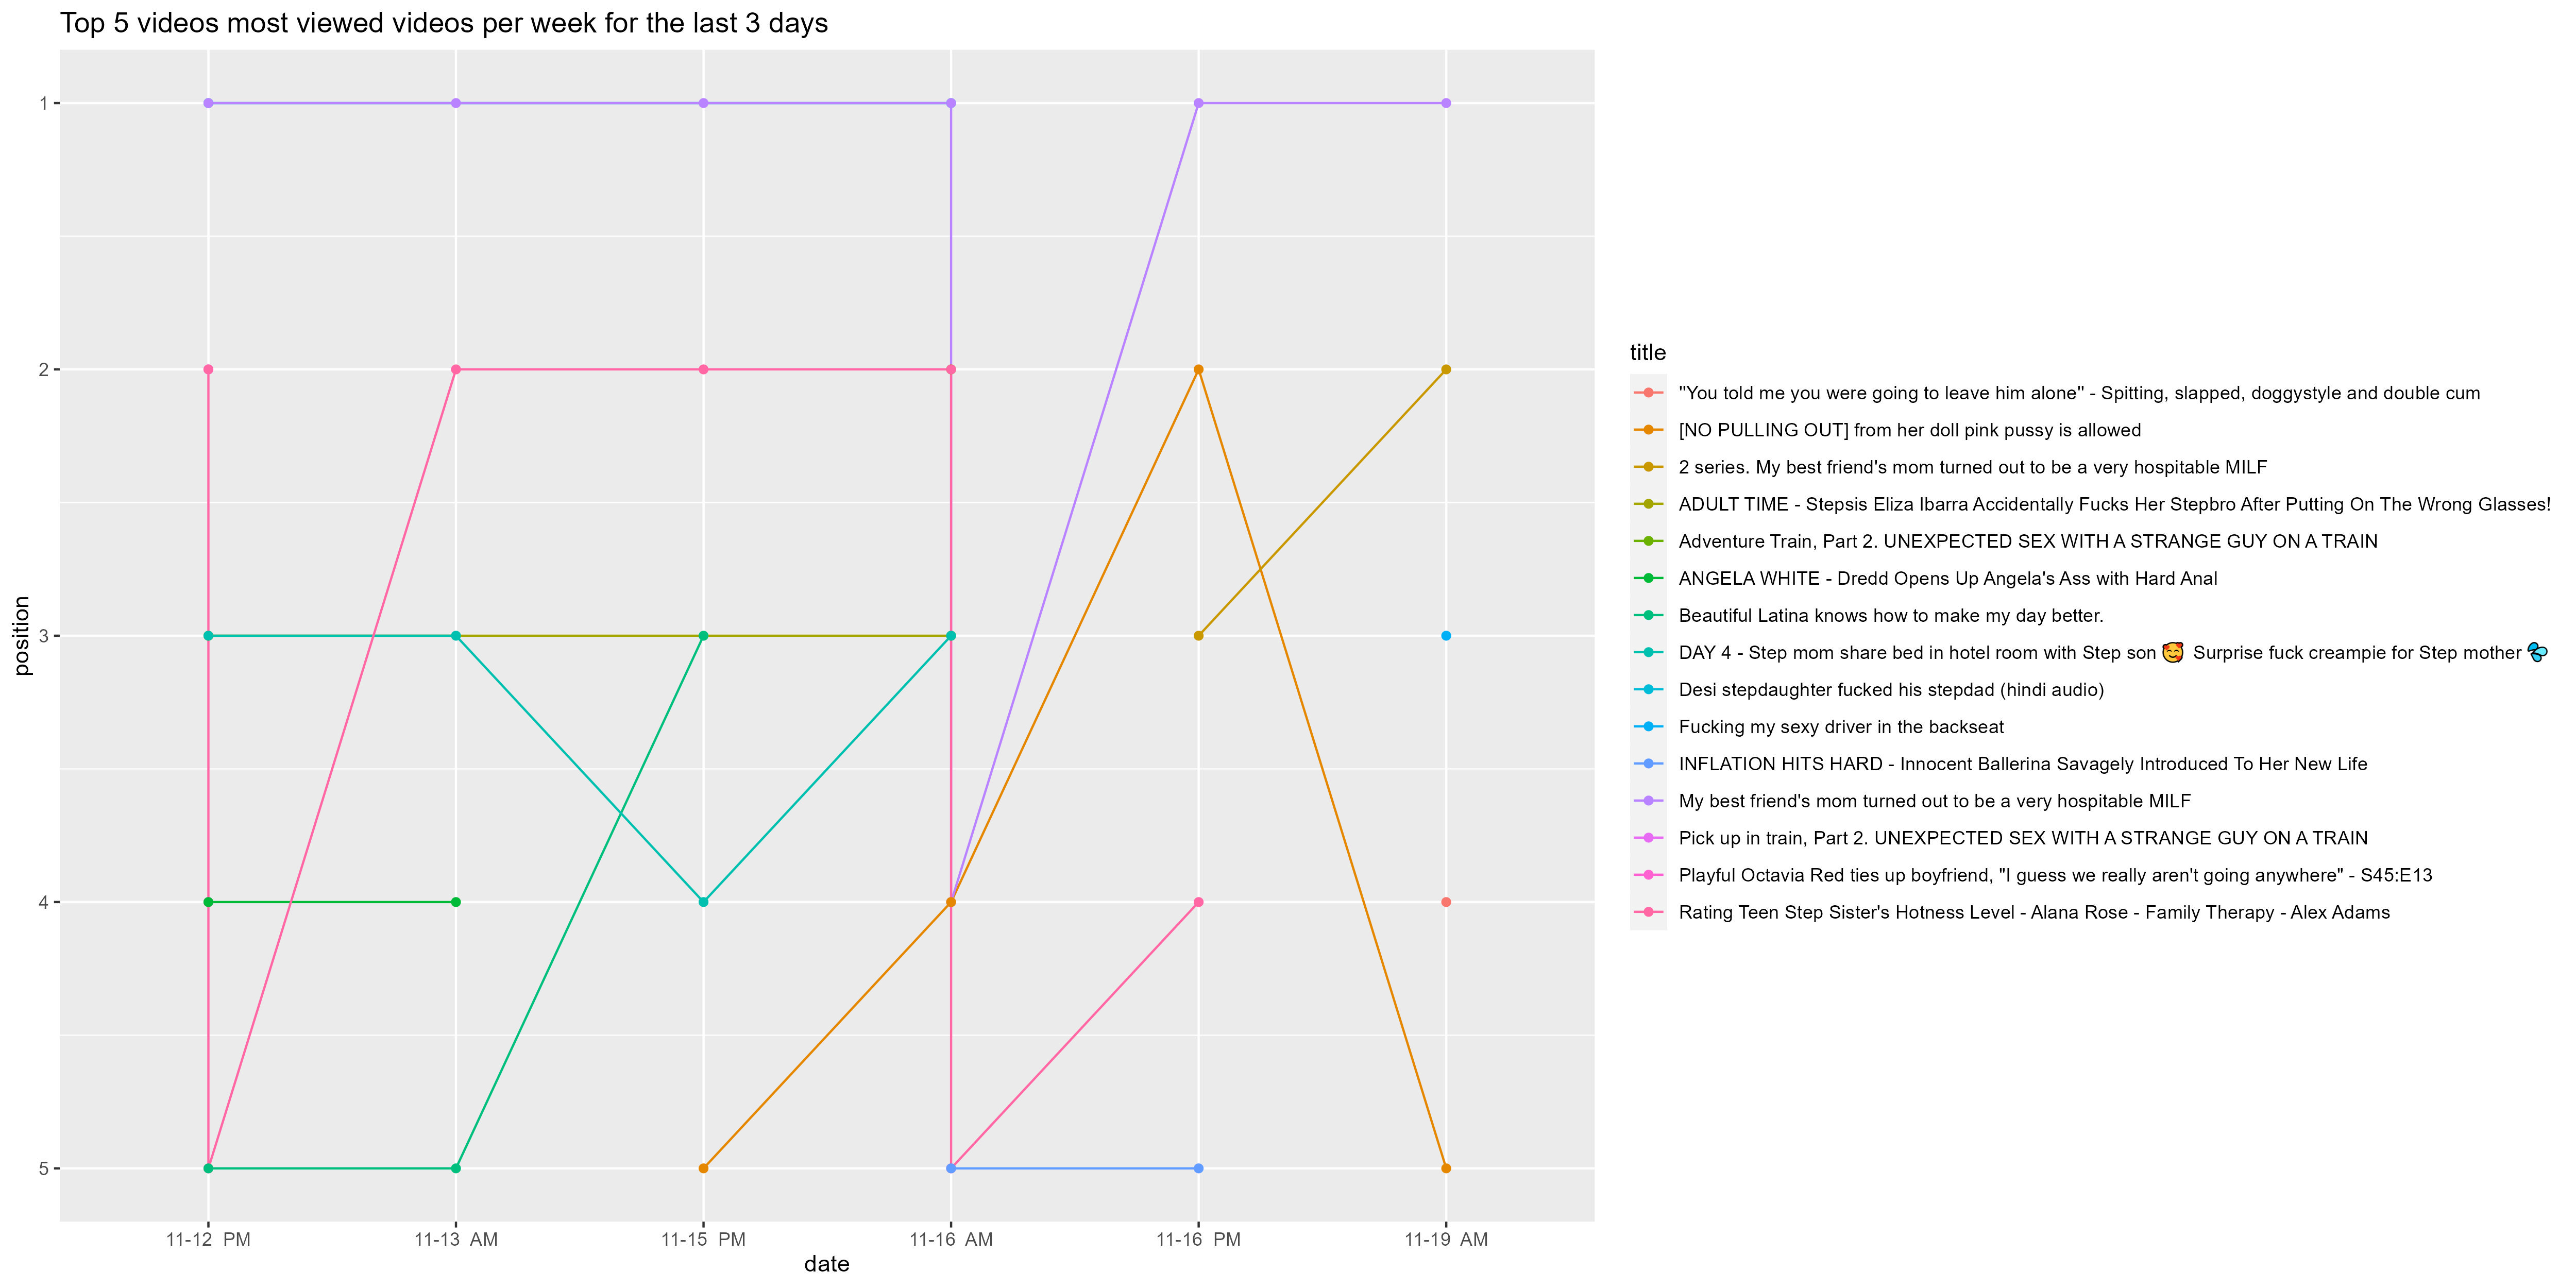 Top 5 videos most viewed videos per week for the last 3 days
position
1
2
3
4
5
11-12 PM
11-13 AM
11-15 PM
11-16 AM
11-16 PM
11-19 AM
date
title
"You told me you were going to leave him alone" - Spitting, slapped, doggystyle and double cum
[NO PULLING OUT] from her doll pink pussy is allowed
2 series. My best friend's mom turned out to be a very hospitable MILF
ADULT TIME - Stepsis Eliza Ibarra Accidentally Fucks Her Stepbro After Putting On The Wrong Glasses!
Adventure Train, Part 2. UNEXPECTED SEX WITH A STRANGE GUY ON A TRAIN
ANGELA WHITE - Dredd Opens Up Angela's Ass with Hard Anal
Beautiful Latina knows how to make my day better.
DAY 4 - Step mom share bed in hotel room with Step son 🥰 Surprise fuck creampie for Step mother 💦
Desi stepdaughter fucked his stepdad (hindi audio)
Fucking my sexy driver in the backseat
INFLATION HITS HARD - Innocent Ballerina Savagely Introduced To Her New Life
My best friend's mom turned out to be a very hospitable MILF
Pick up in train, Part 2. UNEXPECTED SEX WITH A STRANGE GUY ON A TRAIN
Playful Octavia Red ties up boyfriend, "I guess we really aren't going anywhere" - S45:E13
Rating Teen Step Sister's Hotness Level - Alana Rose - Family Therapy - Alex Adams